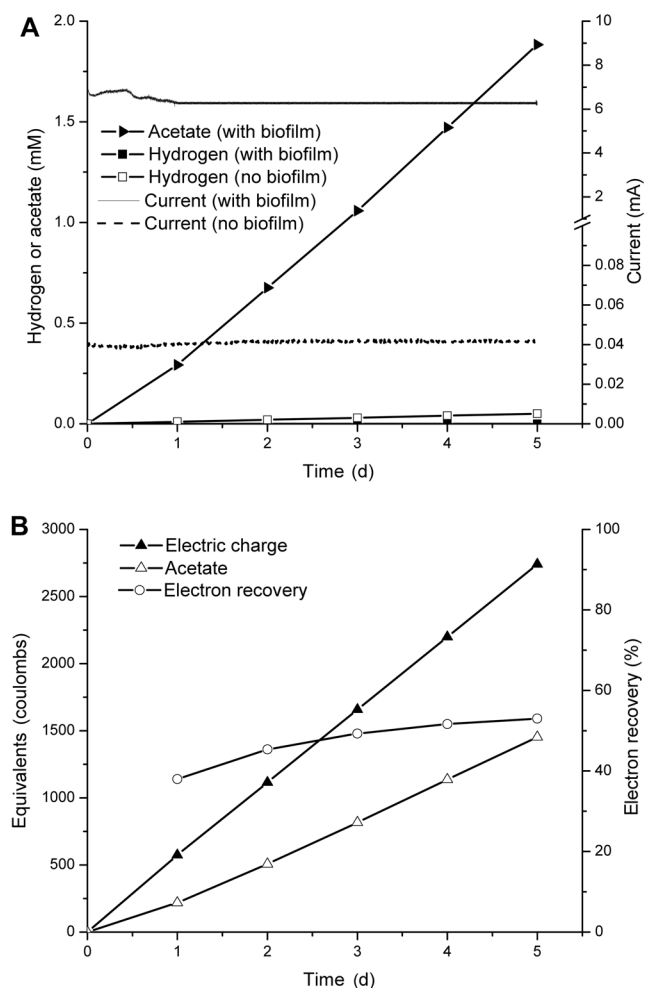 A
Hydrogen or acetate (mM)
2.0
1.5
1.0
0.5
0.0
Acetate (with biofilm)
Hydrogen (with biofilm)
Hydrogen (no biofilm)
Current (with biofilm)
Current (no biofilm)
10
8
6
4
2
0.08
0.06
0.04
0.02
0.00
Current (mA)
0 1 2 3 4 5
Time (d)
B
Equivalents (coulombs)
3000
2500
2000
1500
1000
500
0
Electric charge
Acetate
Electron recovery
100
80
60
40
20
0
Electron recovery (%)
0 1 2 3 4 5
Time (d)